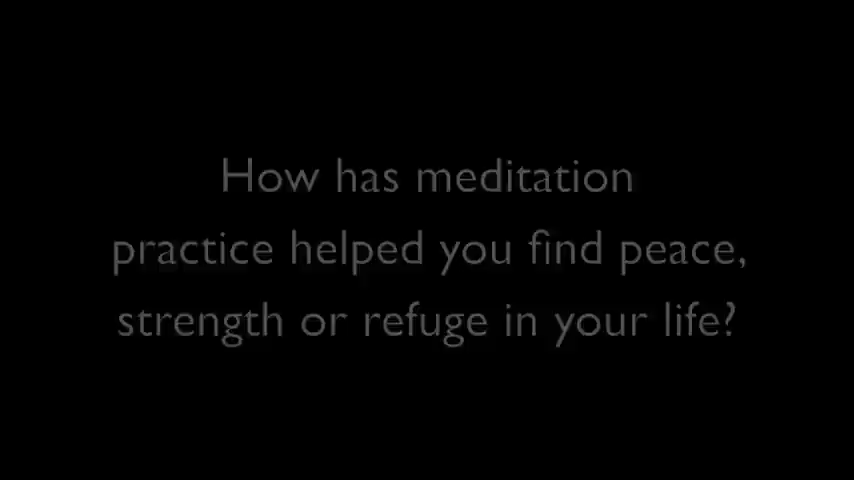 How has meditation
practice helped you find peace,
strength or refuge in your life?